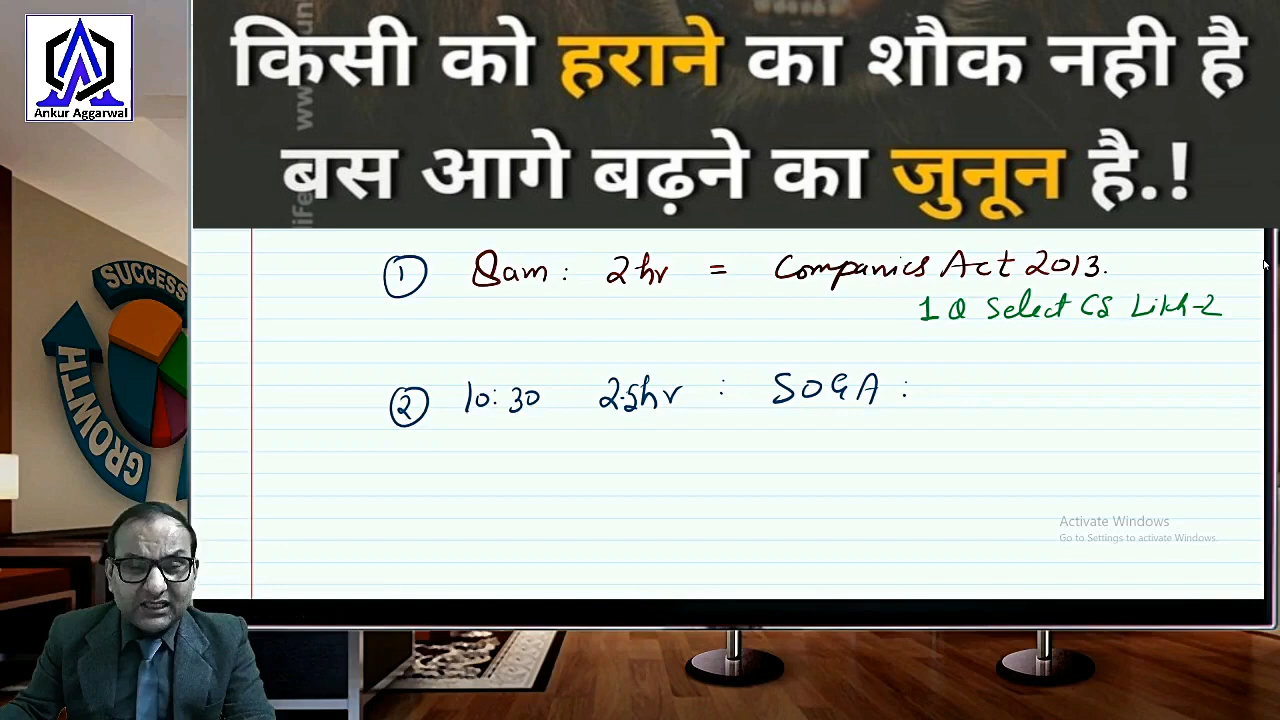 Ankur Aggarwal
किसी को हराने का शौक नही है
बस आगे बढ़ने का जुनून है.!
SUCCESS
GROWTH
① 8am : 2hr = Companies Act 2013.
1 Q Select CS Likh-2
② 10:30 2.5hr : SOGA :
Activate Windows
Go to Settings to activate Windows.